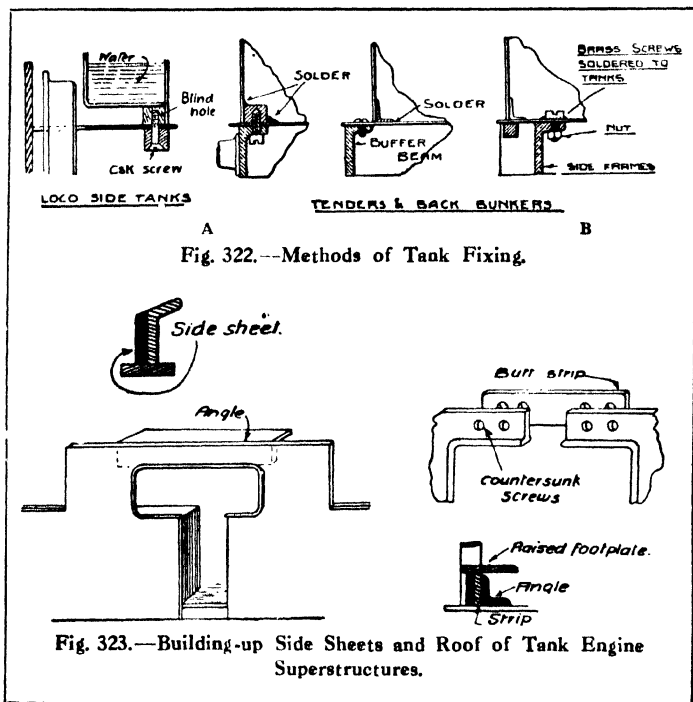 Water
Blind
hole
CSK SCREW
LOCO SIDE TANKS
SOLDER
SOLDER
BUFFER
BEAM
BRASS SCREWS
SOLDERED TO
TANKS
NUT
SIDE FRAMES
TENDERS & BACK BUNKERS
A
B
Fig. 322.--Methods of Tank Fixing.
Side sheet.
Angle
Butt strip
Countersunk
screws
Raised footplate.
Angle
Strip
Fig. 323.—Building-up Side Sheets and Roof of Tank Engine
Superstructures.